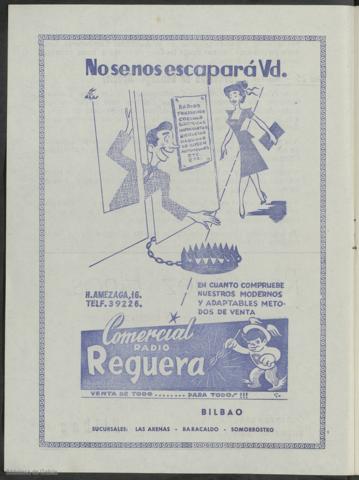 No se nos escapará Vd.
RADIOS
EN CUANTO COMPRUEBE
NUESTROS MODERNOS
Y ADAPTABLES METO-
DOS DE VENTA
H. AMEZAGA, 16.
TELF. 39226.
Comercial
RADIO
Reguera
VENTA DE TODO ........ PARA TODOS !!!
BILBAO
SUCURSALES: LAS ARENAS - BARACALDO - SOMORROSTRO